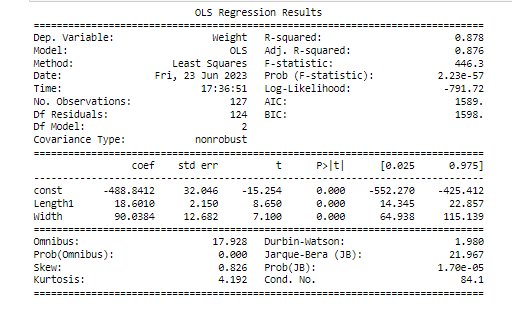 OLS Regression Results
==============================================================================
Dep. Variable:                 Weight   R-squared:                       0.878
Model:                            OLS   Adj. R-squared:                  0.876
Method:                 Least Squares   F-statistic:                     446.3
Date:                Fri, 23 Jun 2023   Prob (F-statistic):           2.23e-57
Time:                        17:36:51   Log-Likelihood:                -791.72
No. Observations:                 127   AIC:                             1589.
Df Residuals:                     124   BIC:                             1598.
Df Model:                           2
Covariance Type:            nonrobust
==============================================================================
coef    std err          t      P>|t|      [0.025      0.975]
------------------------------------------------------------------------------
const       -488.8412     32.046    -15.254      0.000    -552.270    -425.412
Length1       18.6010      2.150      8.650      0.000      14.345      22.857
Width         90.0384     12.682      7.100      0.000      64.938     115.139
==============================================================================
Omnibus:                       17.928   Durbin-Watson:                   1.980
Prob(Omnibus):                  0.000   Jarque-Bera (JB):               21.967
Skew:                           0.826   Prob(JB):                     1.70e-05
Kurtosis:                       4.192   Cond. No.                         84.1
==============================================================================